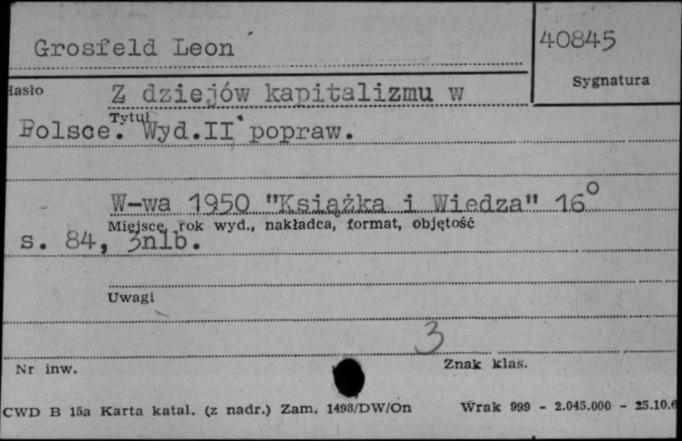 Grosfeld Leon
40845
Hasło
Sygnatura
Z dziejów kapitalizmu w
Tytuł
Polsce. Wyd.II popraw.
W-wa 1950 "Książka i Wiedza" 16°
Miejsce, rok wyd., nakładca, format, objętość
s. 84, 3nlb.
Uwagi
3
Nr inw.
Znak klas.
CWD B 15a Karta katal. (z nadr.) Zam. 1498/DW/On Wrak 999 - 2.045.000 - 25.10.6